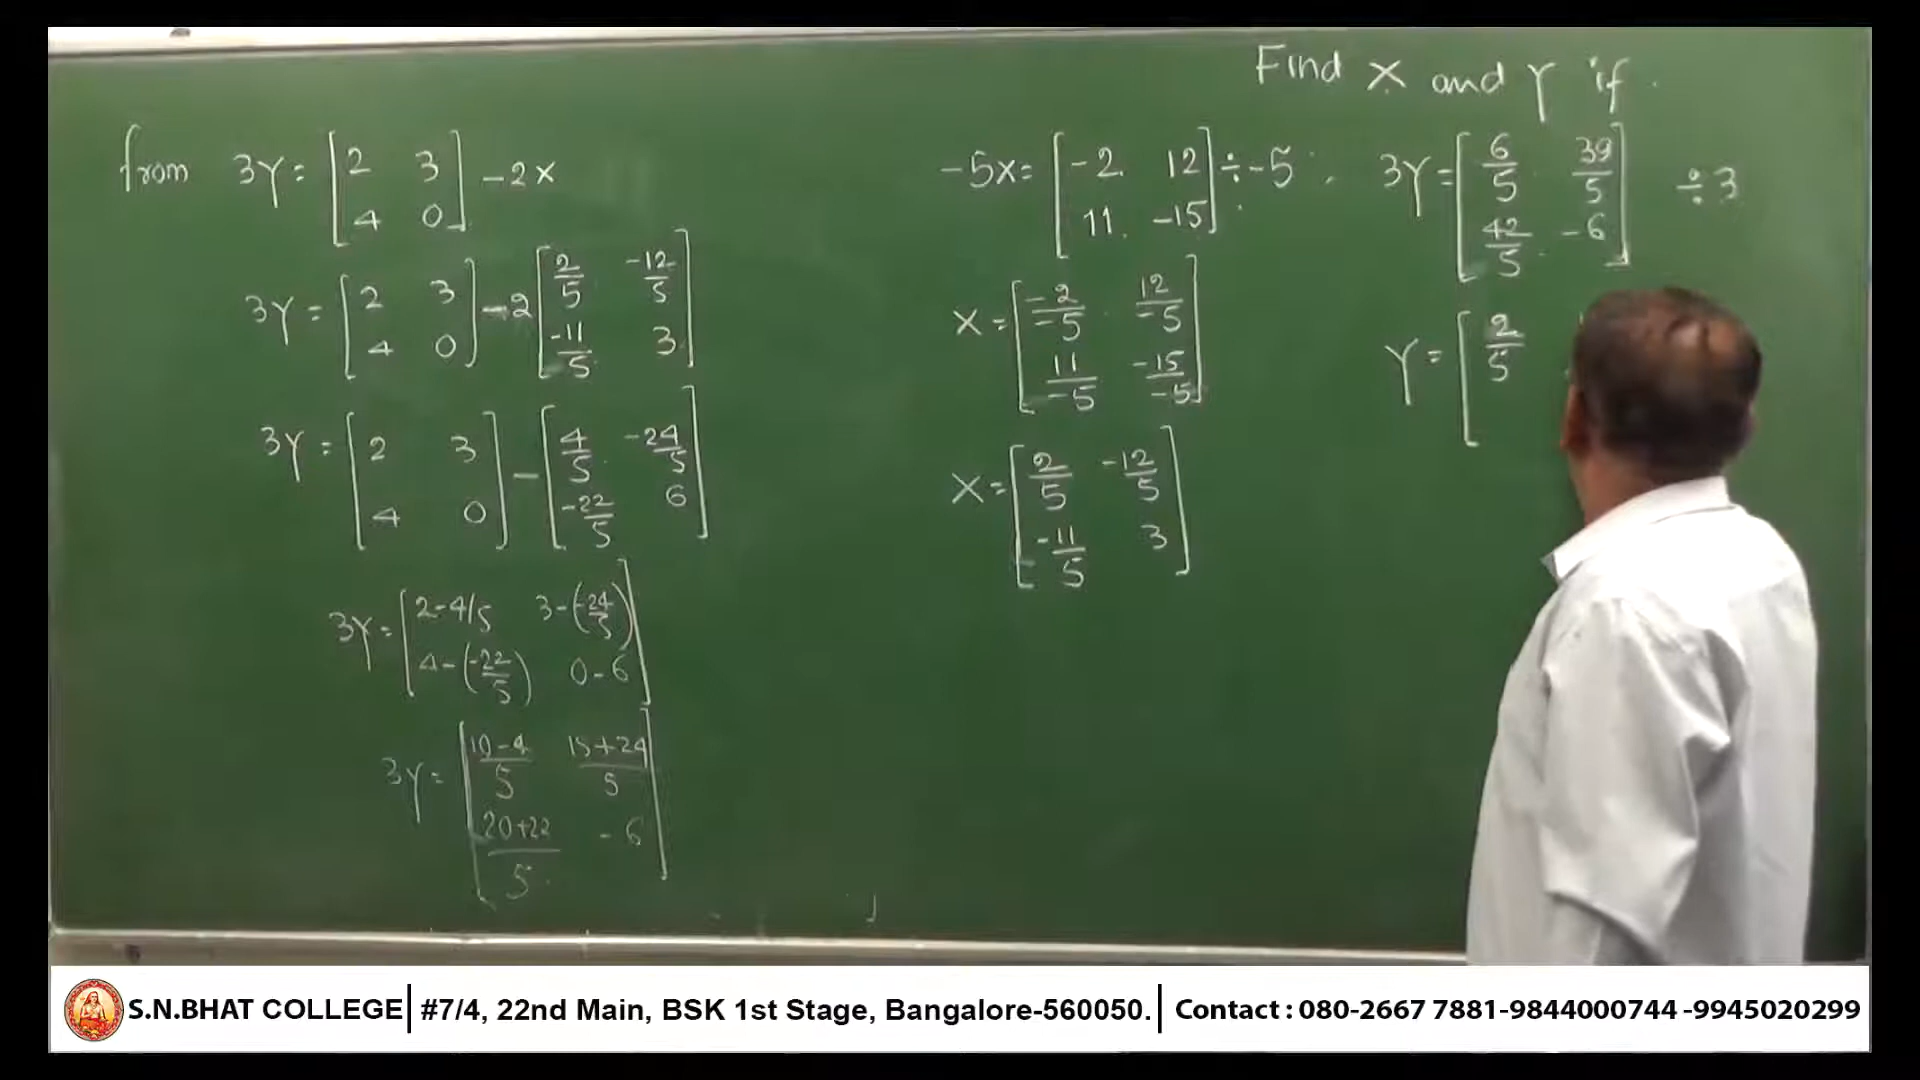 Find X and Y if
from 3Y = [2 3
4 0] - 2X
3Y = [2 3
4 0] - 2 [2/5 -12/5
-11/5 3]
3Y = [2 3
4 0] - [4/5 -24/5
-22/5 6]
3Y = [2-4/5 3-(-24/5)
4-(-22/5) 0-6]
3Y = [10-4/5 15+24/5
20+22/5 -6]
-5X = [-2 12
11 -15] ÷ -5
X = [-2/-5 12/-5
11/-5 -15/-5]
X = [2/5 -12/5
-11/5 3]
3Y = [6/5 39/5
42/5 -6] ÷3
Y = [2/5
S.N.BHAT COLLEGE | #7/4, 22nd Main, BSK 1st Stage, Bangalore-560050. | Contact : 080-2667 7881-9844000744 -9945020299